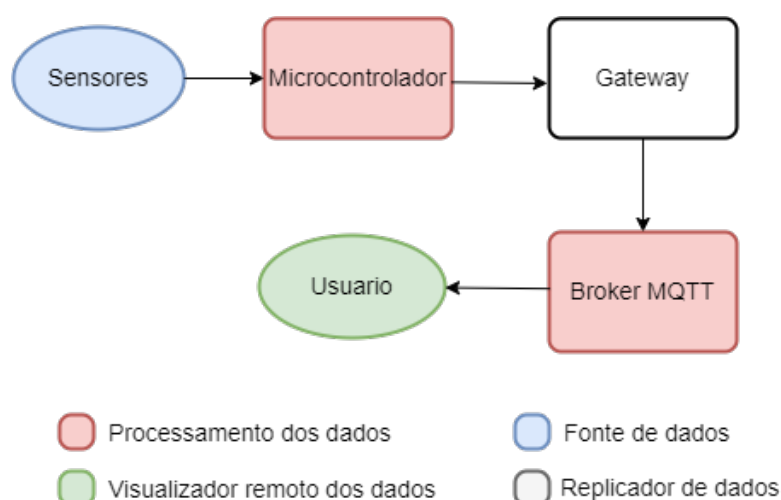 Sensores
Microcontrolador
Gateway
Usuario
Broker MQTT
Processamento dos dados
Fonte de dados
Visualizador remoto dos dados
Replicador de dados